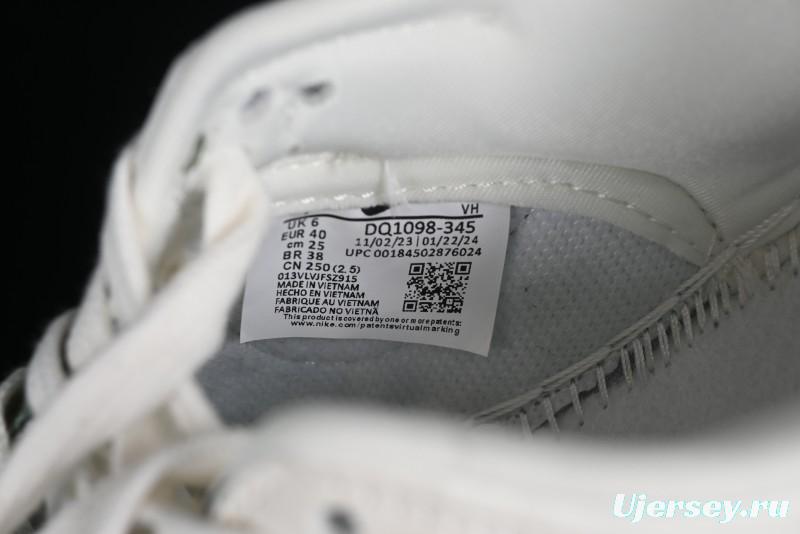 VH
UK 6
EUR 40
cm 25
BR 38
CN 250 (2.5)
DQ1098-345
11/02/23 | 01/22/24
UPC 00184502876024
013VLVJFSZ915
MADE IN VIETNAM
HECHO EN VIETNAM
FABRIQUE AU VIETNAM
FABRICADO NO VIETNÃ
This product is covered by one or more patents:
www.nike.com/patentsvirtualmarking
Ujersey.ru